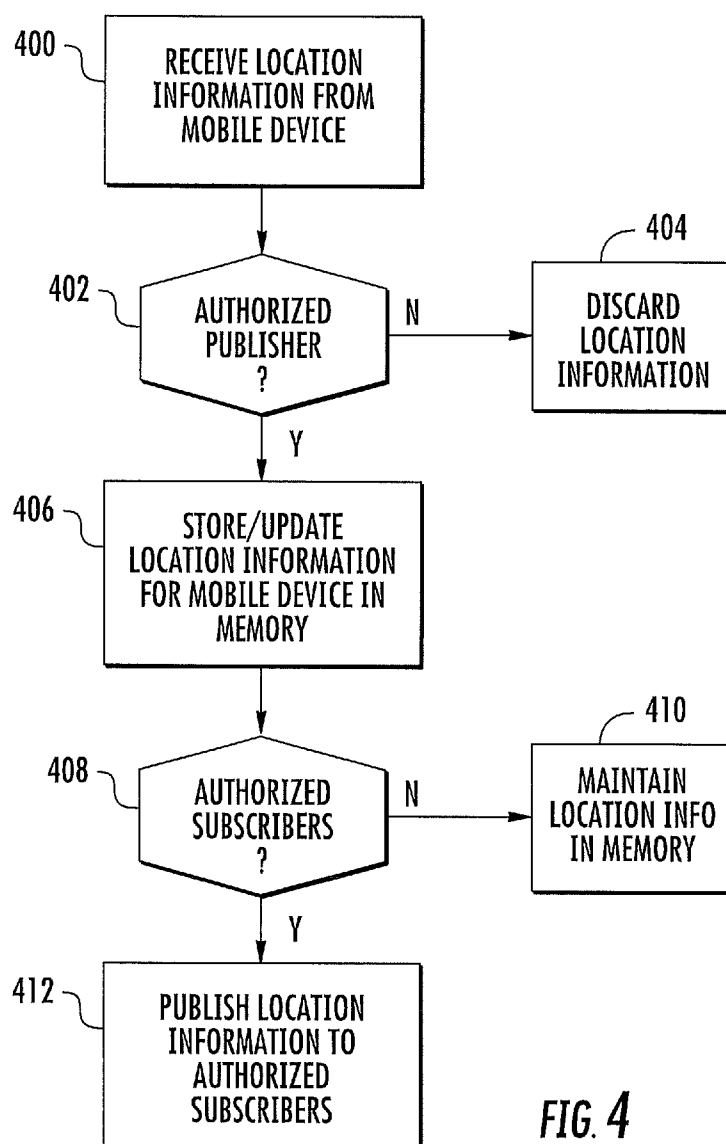 400
RECEIVE LOCATION
INFORMATION FROM
MOBILE DEVICE
402
AUTHORIZED
PUBLISHER
?
N
404
DISCARD
LOCATION
INFORMATION
Y
406
STORE/UPDATE
LOCATION INFORMATION
FOR MOBILE DEVICE IN
MEMORY
408
AUTHORIZED
SUBSCRIBERS
?
N
410
MAINTAIN
LOCATION INFO
IN MEMORY
Y
412
PUBLISH LOCATION
INFORMATION TO
AUTHORIZED
SUBSCRIBERS
FIG. 4